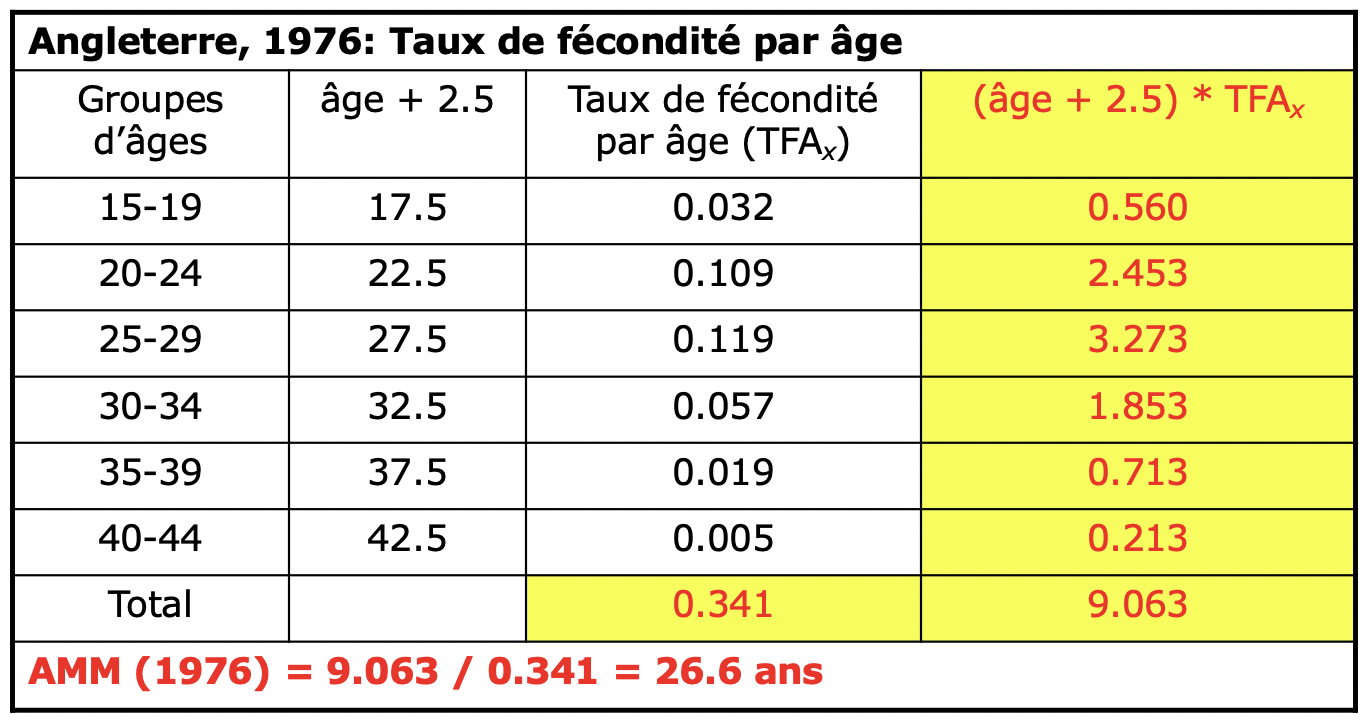 Angleterre, 1976: Taux de fécondité par âge
Groupes d’âges âge + 2.5 Taux de fécondité par âge (TFAx) (âge + 2.5) * TFAx
15-19 17.5 0.032 0.560
20-24 22.5 0.109 2.453
25-29 27.5 0.119 3.273
30-34 32.5 0.057 1.853
35-39 37.5 0.019 0.713
40-44 42.5 0.005 0.213
Total 0.341 9.063
AMM (1976) = 9.063 / 0.341 = 26.6 ans